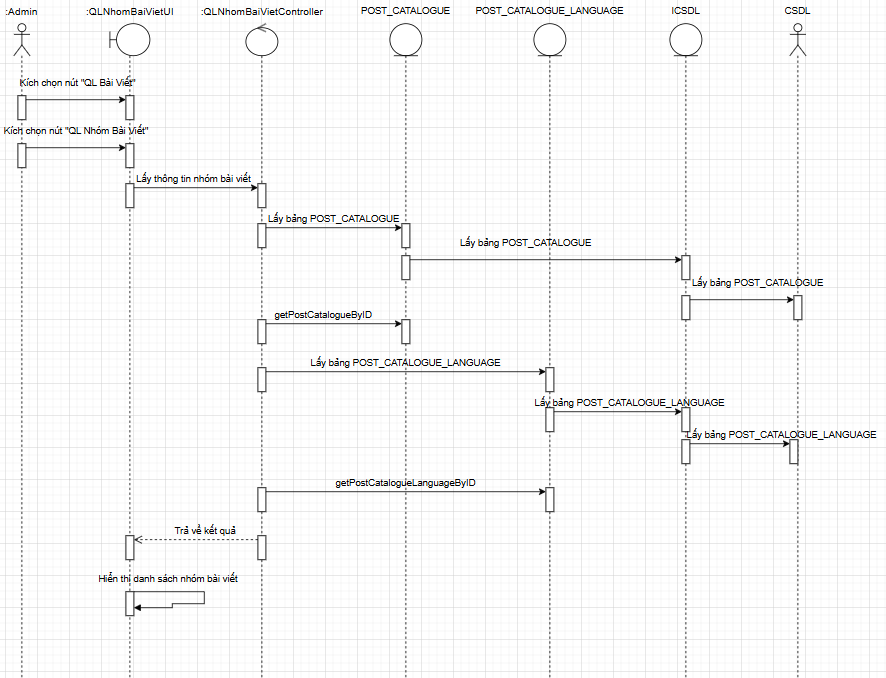 :Admin
:QLNhomBaiVietUI
:QLNhomBaiVietController
POST_CATALOGUE
POST_CATALOGUE_LANGUAGE
ICSDL
CSDL
Kích chọn nút "QL Bài Viết"
Kích chọn nút "QL Nhóm Bài Viết"
Lấy thông tin nhóm bài viết
Lấy bảng POST_CATALOGUE
Lấy bảng POST_CATALOGUE
Lấy bảng POST_CATALOGUE
getPostCatalogueByID
Lấy bảng POST_CATALOGUE_LANGUAGE
Lấy bảng POST_CATALOGUE_LANGUAGE
Lấy bảng POST_CATALOGUE_LANGUAGE
getPostCatalogueLanguageByID
Trả về kết quả
Hiển thị danh sách nhóm bài viết